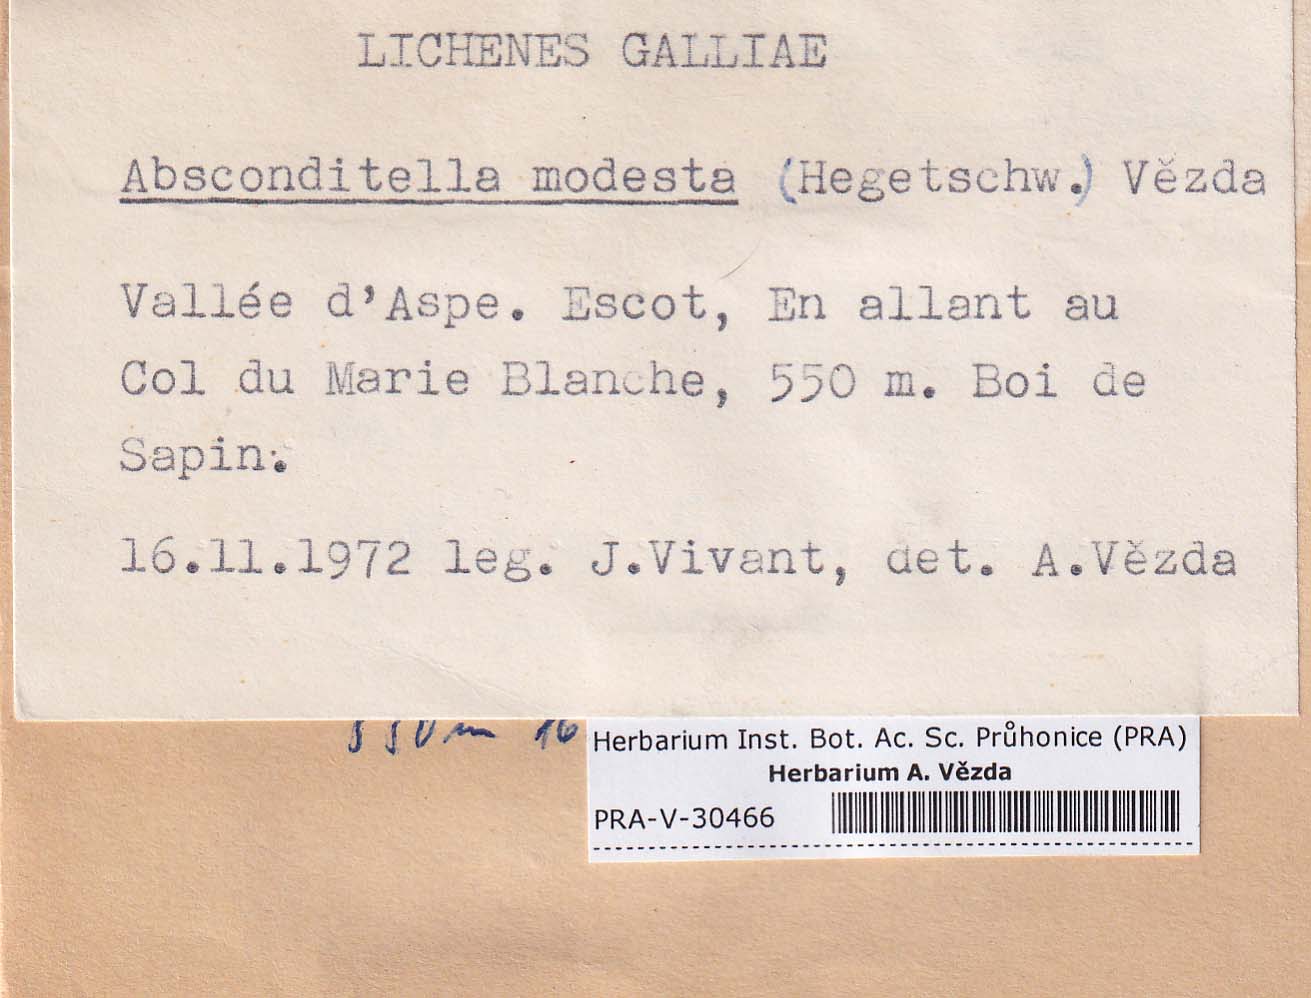 LICHENES GALLIAE
Absconditella modesta (Hegetschw.) Vězda
Vallée d'Aspe. Escot, En allant au
Col du Marie Blanche, 550 m. Boi de
Sapin.
16.11.1972 leg. J.Vivant, det. A.Vězda
550 m 16
Herbarium Inst. Bot. Ac. Sc. Průhonice (PRA)
Herbarium A. Vězda
PRA-V-30466